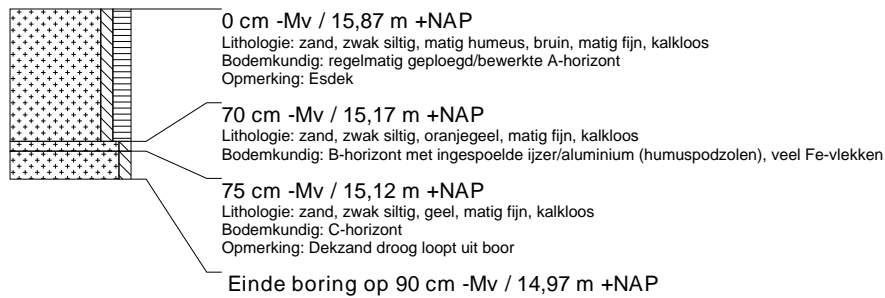 0 cm -Mv / 15,87 m +NAP
Lithologie: zand, zwak siltig, matig humeus, bruin, matig fijn, kalkloos
Bodemkundig: regelmatig geploegd/bewerkte A-horizont
Opmerking: Esdek
70 cm -Mv / 15,17 m +NAP
Lithologie: zand, zwak siltig, oranjegeel, matig fijn, kalkloos
Bodemkundig: B-horizont met ingespoelde ijzer/aluminium (humuspodzolen), veel Fe-vlekken
75 cm -Mv / 15,12 m +NAP
Lithologie: zand, zwak siltig, geel, matig fijn, kalkloos
Bodemkundig: C-horizont
Opmerking: Dekzand droog loopt uit boor
Einde boring op 90 cm -Mv / 14,97 m +NAP